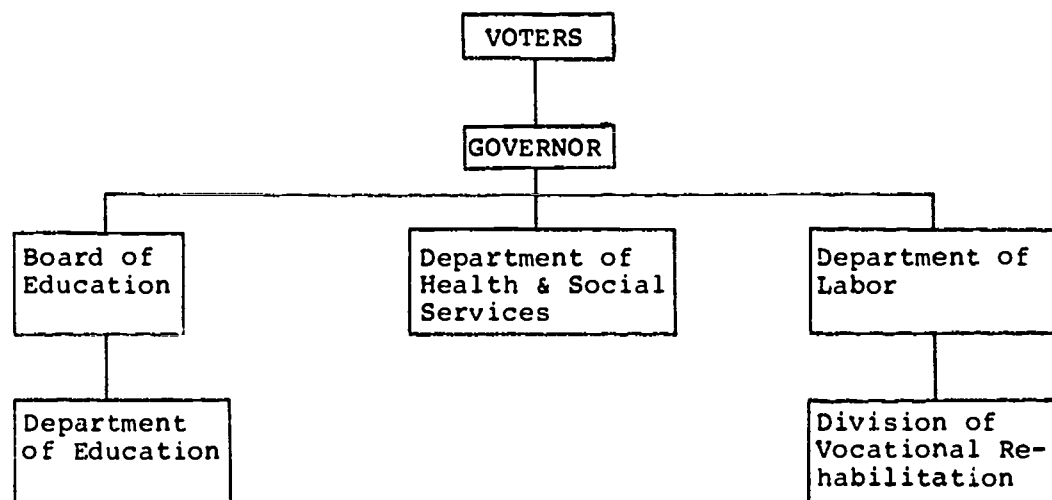 VOTERS
GOVERNOR
Board of
Education
Department of
Health & Social
Services
Department of
Labor
Department
of Education
Division of
Vocational Re-
habilitation